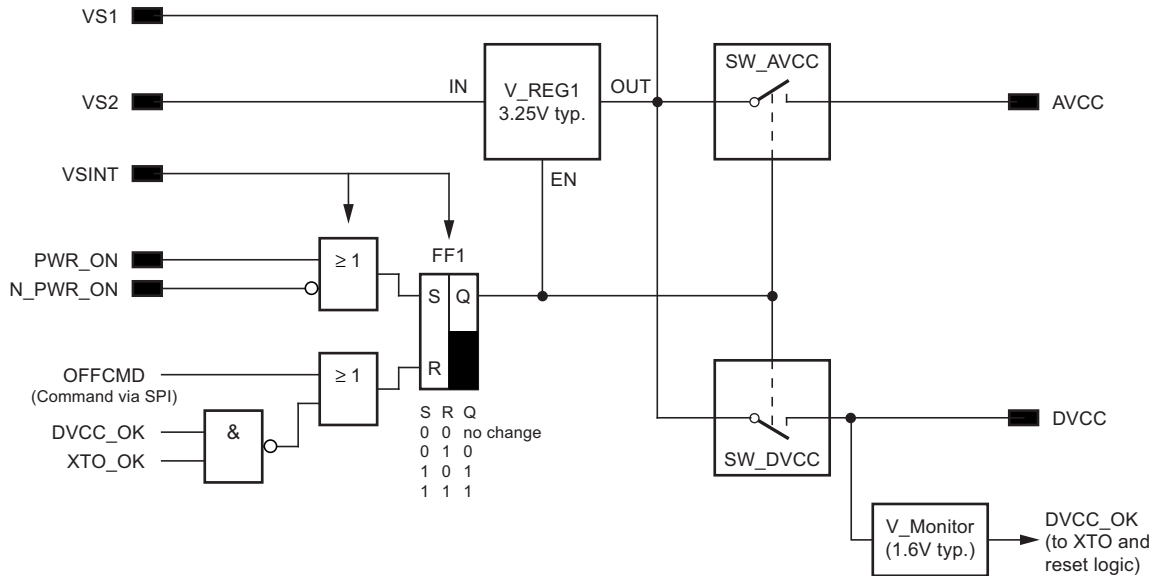 VS1
SW_AVCC
VS2
IN
V_REG1
3.25V typ.
OUT
AVCC
VSINT
EN
FF1
PWR_ON
≥ 1
N_PWR_ON
S
Q
R
OFFCMD
(Command via SPI)
≥ 1
DVCC_OK
&
XTO_OK
S R Q
0 0 no change
0 1 0
1 0 1
1 1 1
DVCC
SW_DVCC
V_Monitor
(1.6V typ.)
DVCC_OK
(to XTO and
reset logic)